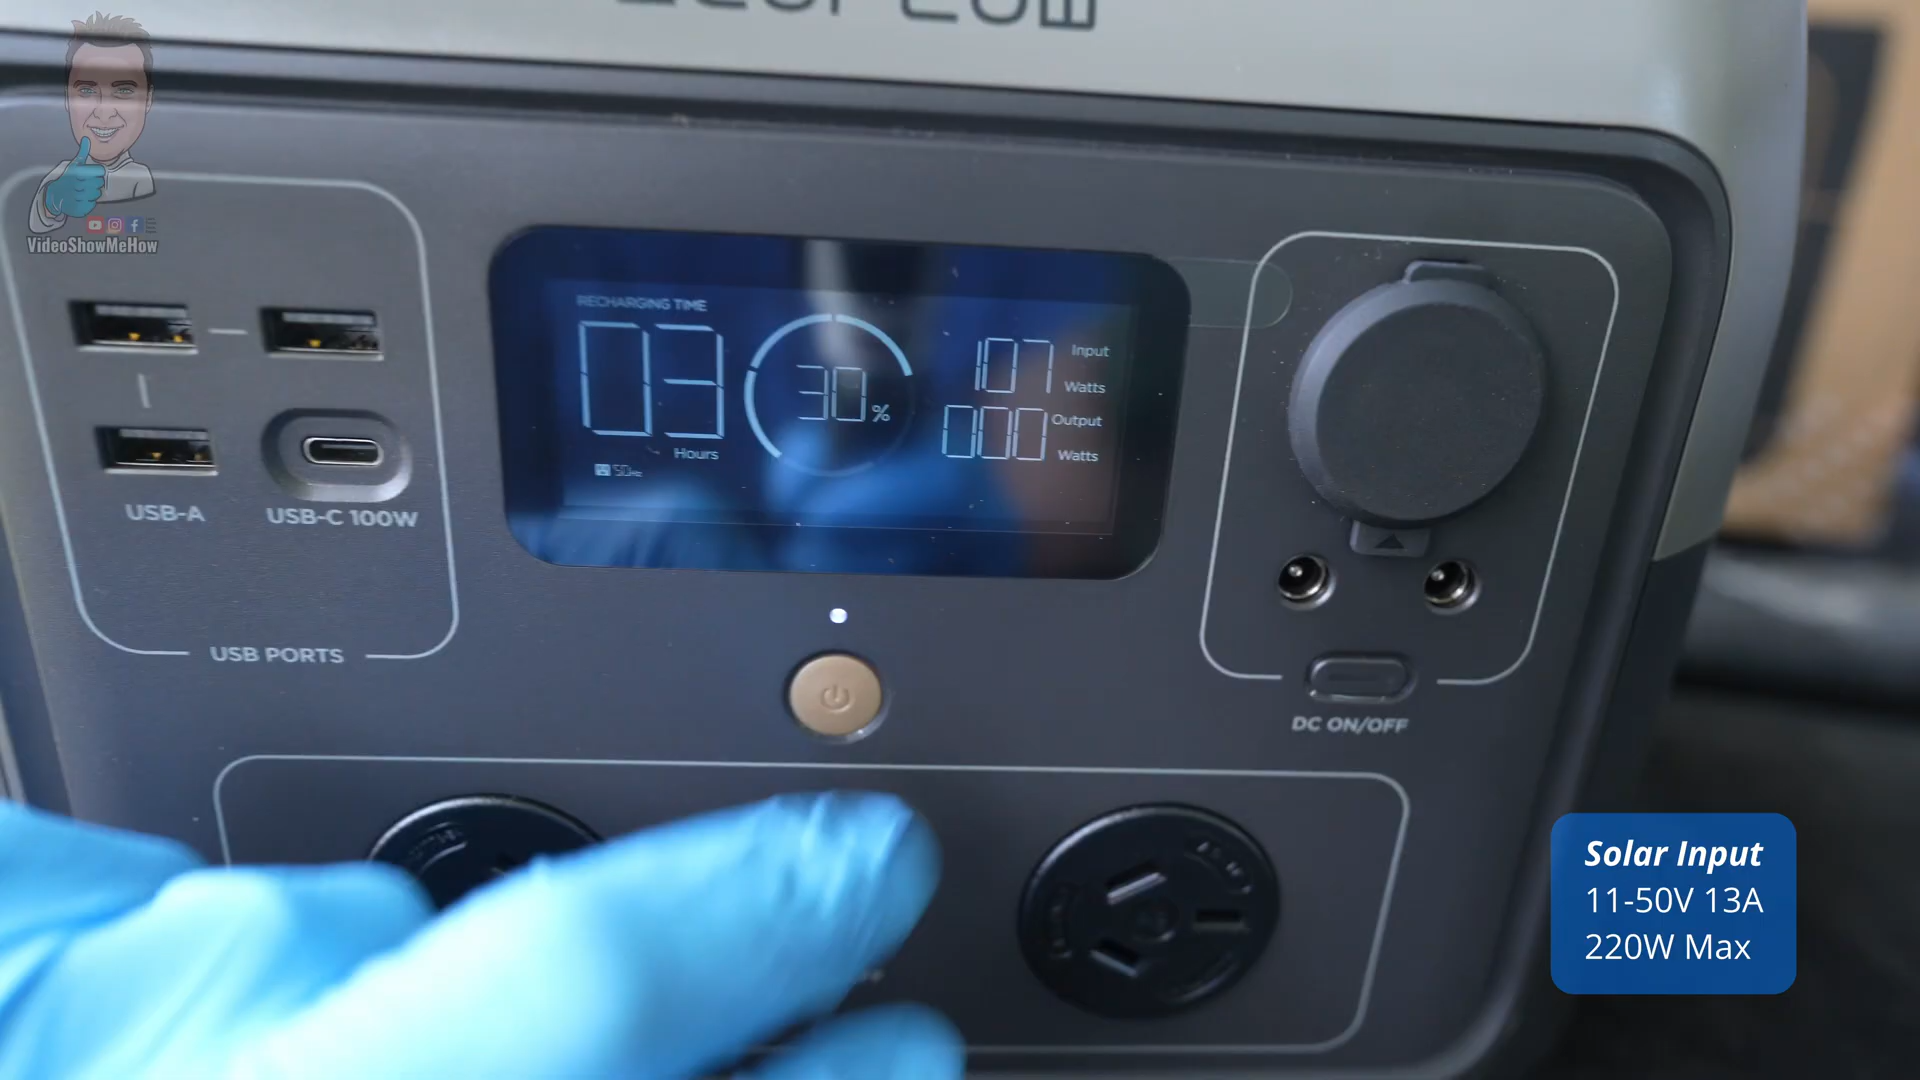 VideoShowMeHow
RECHARGING TIME
03
Hours
50Hz
30%
107 Input
Watts
000 Output
Watts
USB-A
USB-C 100W
USB PORTS
DC ON/OFF
Solar Input
11-50V 13A
220W Max